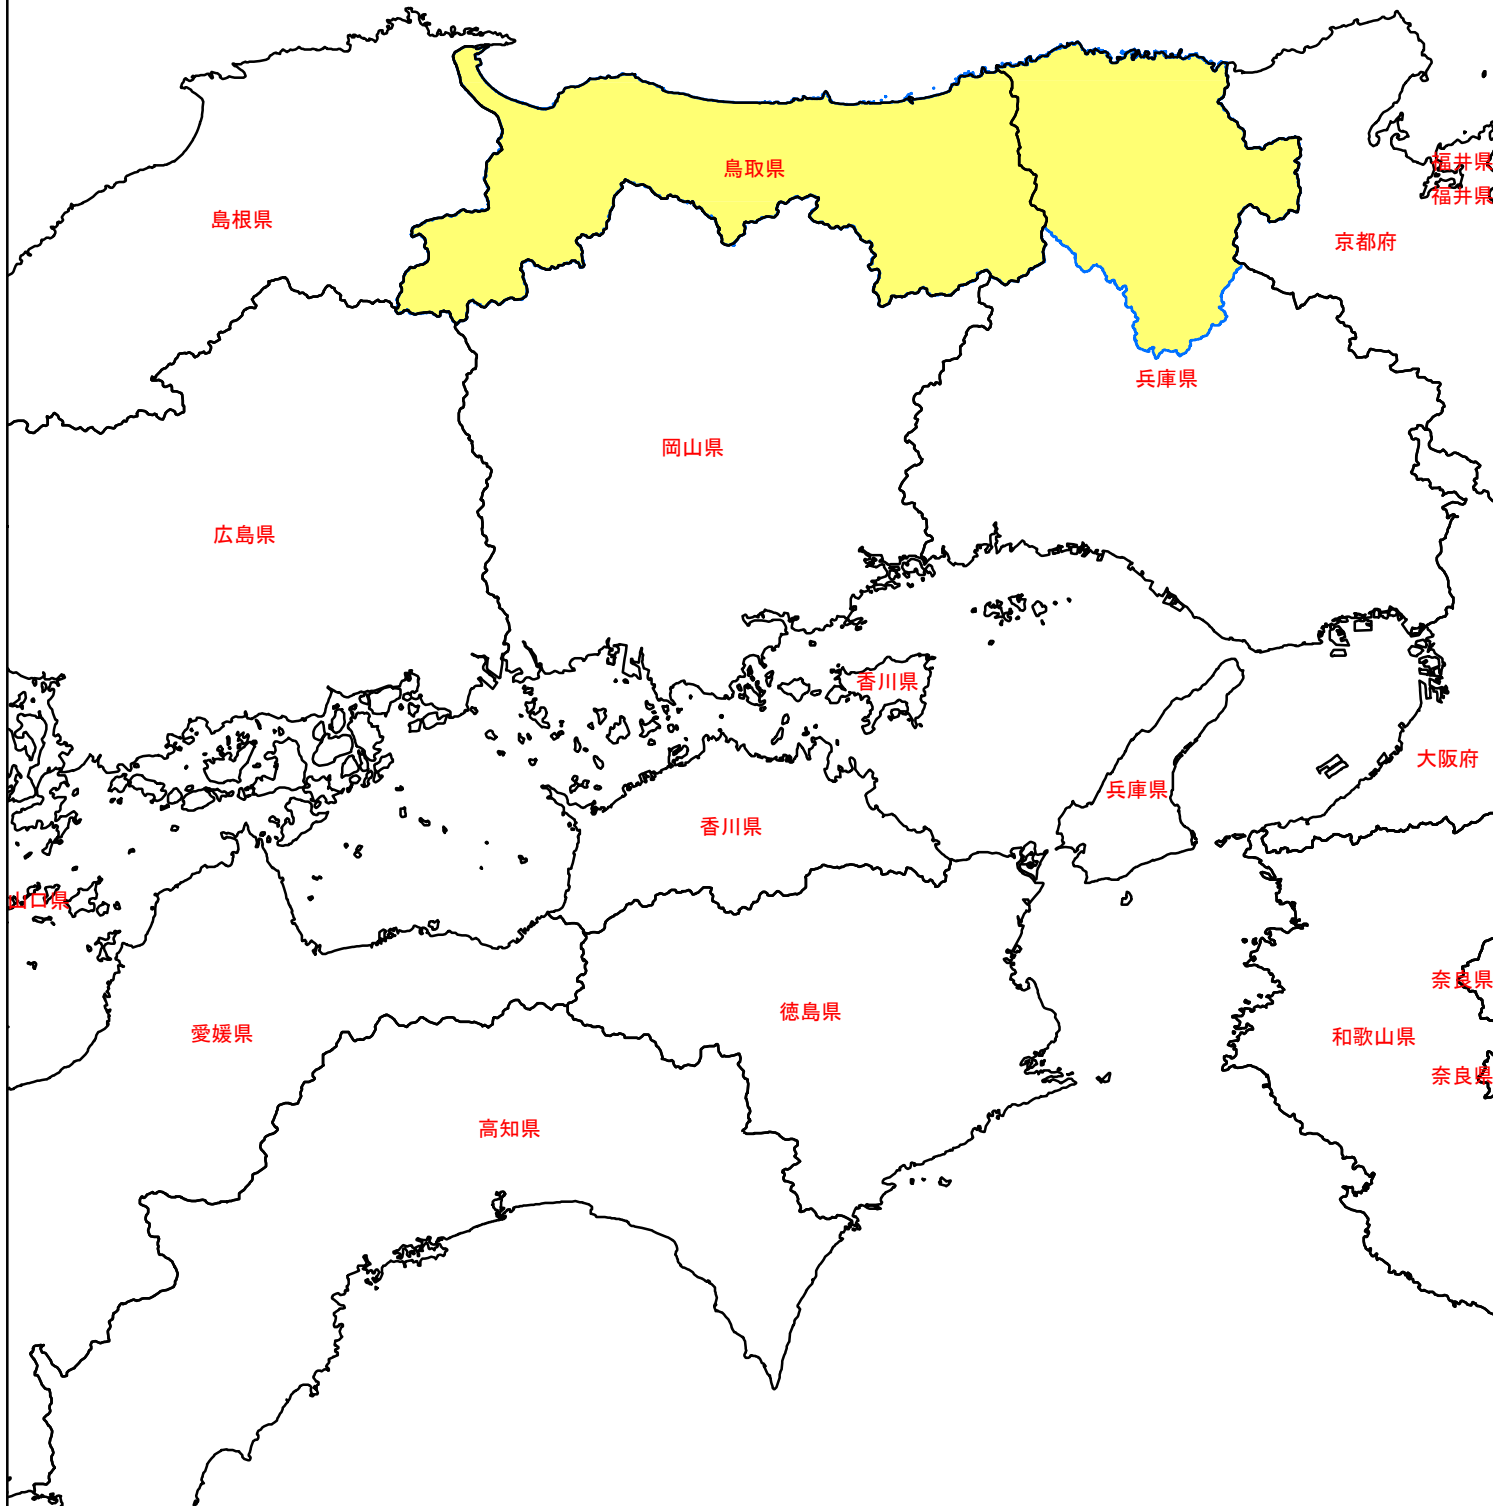 鳥取県
福井県
福井県
島根県
京都府
兵庫県
岡山県
広島県
香川県
大阪府
兵庫県
香川県
山口県
奈良県
徳島県
愛媛県
和歌山県
奈良県
高知県